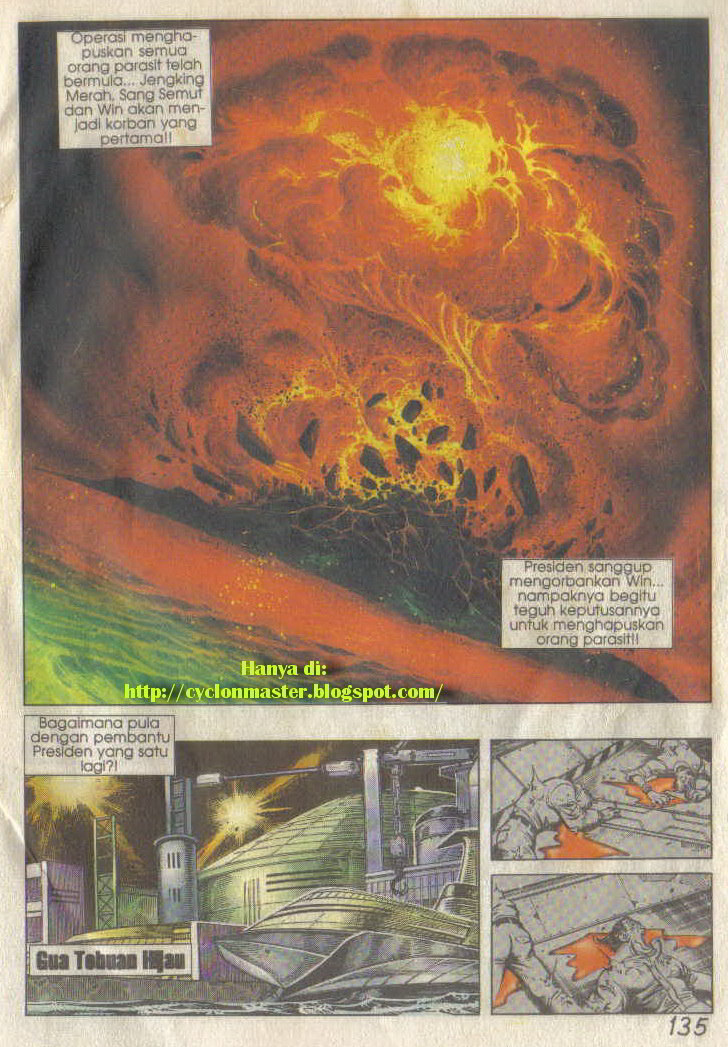 Operasi mengha-
puskan semua
orang parasit telah
bermula... Jengking
Merah, Sang Semut
dan Win akan men-
jadi korban yang
pertama!!
Presiden sanggup
mengorbankan Win...
nampaknya begitu
teguh keputusannya
untuk menghapuskan
orang parasit!!
Hanya di:
http://cyclonmaster.blogspot.com/
Bagaimana pula
dengan pembantu
Presiden yang satu
lagi?!
Gua Tebuan Hijau
135